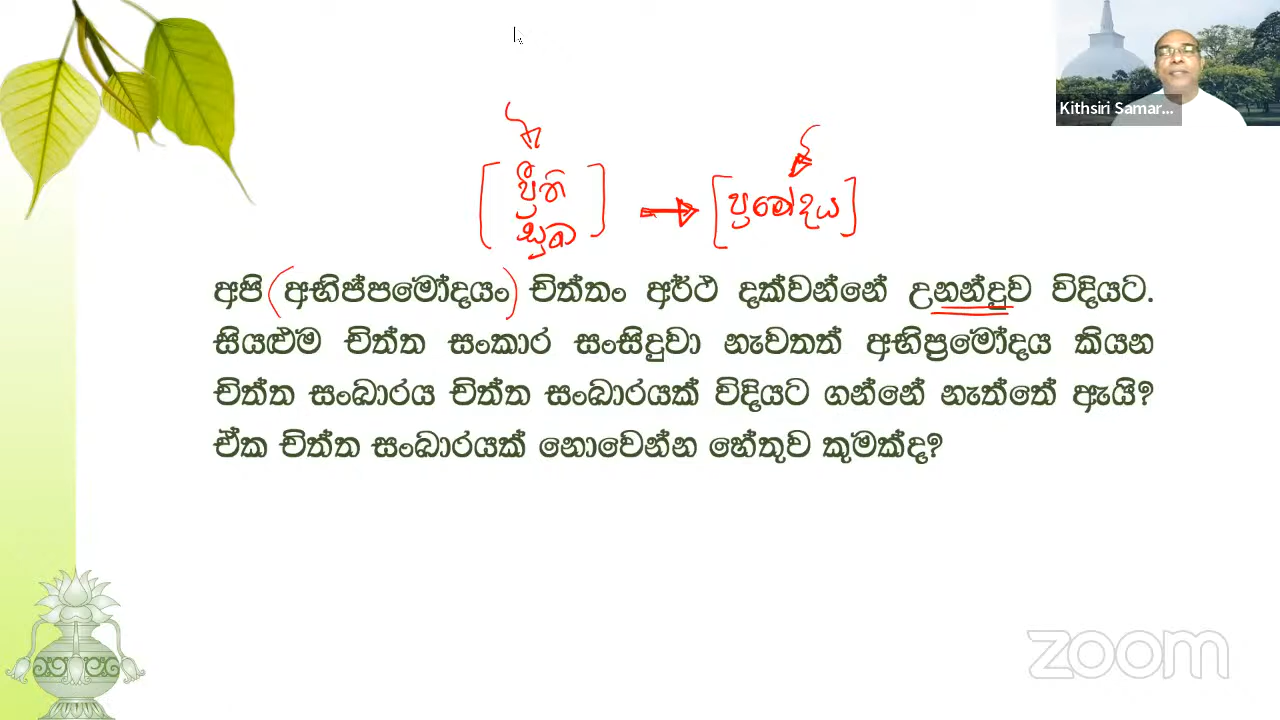 Kithsiri Samar...
ප්‍රීති
සුඛ
ප්‍රමෝදය
අපි (අභිප්පමෝදයං) චිත්තං අර්ථ දක්වන්නේ උනන්දුව විදියට.
සියළුම චිත්ත සංකාර සංසිදුවා නැවතත් අභිප්‍රමෝදය කියන
චිත්ත සංඛාරය චිත්ත සංඛාරයක් විදියට ගන්නේ නැත්තේ ඇයි?
ඒක චිත්ත සංඛාරයක් නොවෙන්න හේතුව කුමක්ද?
zoom